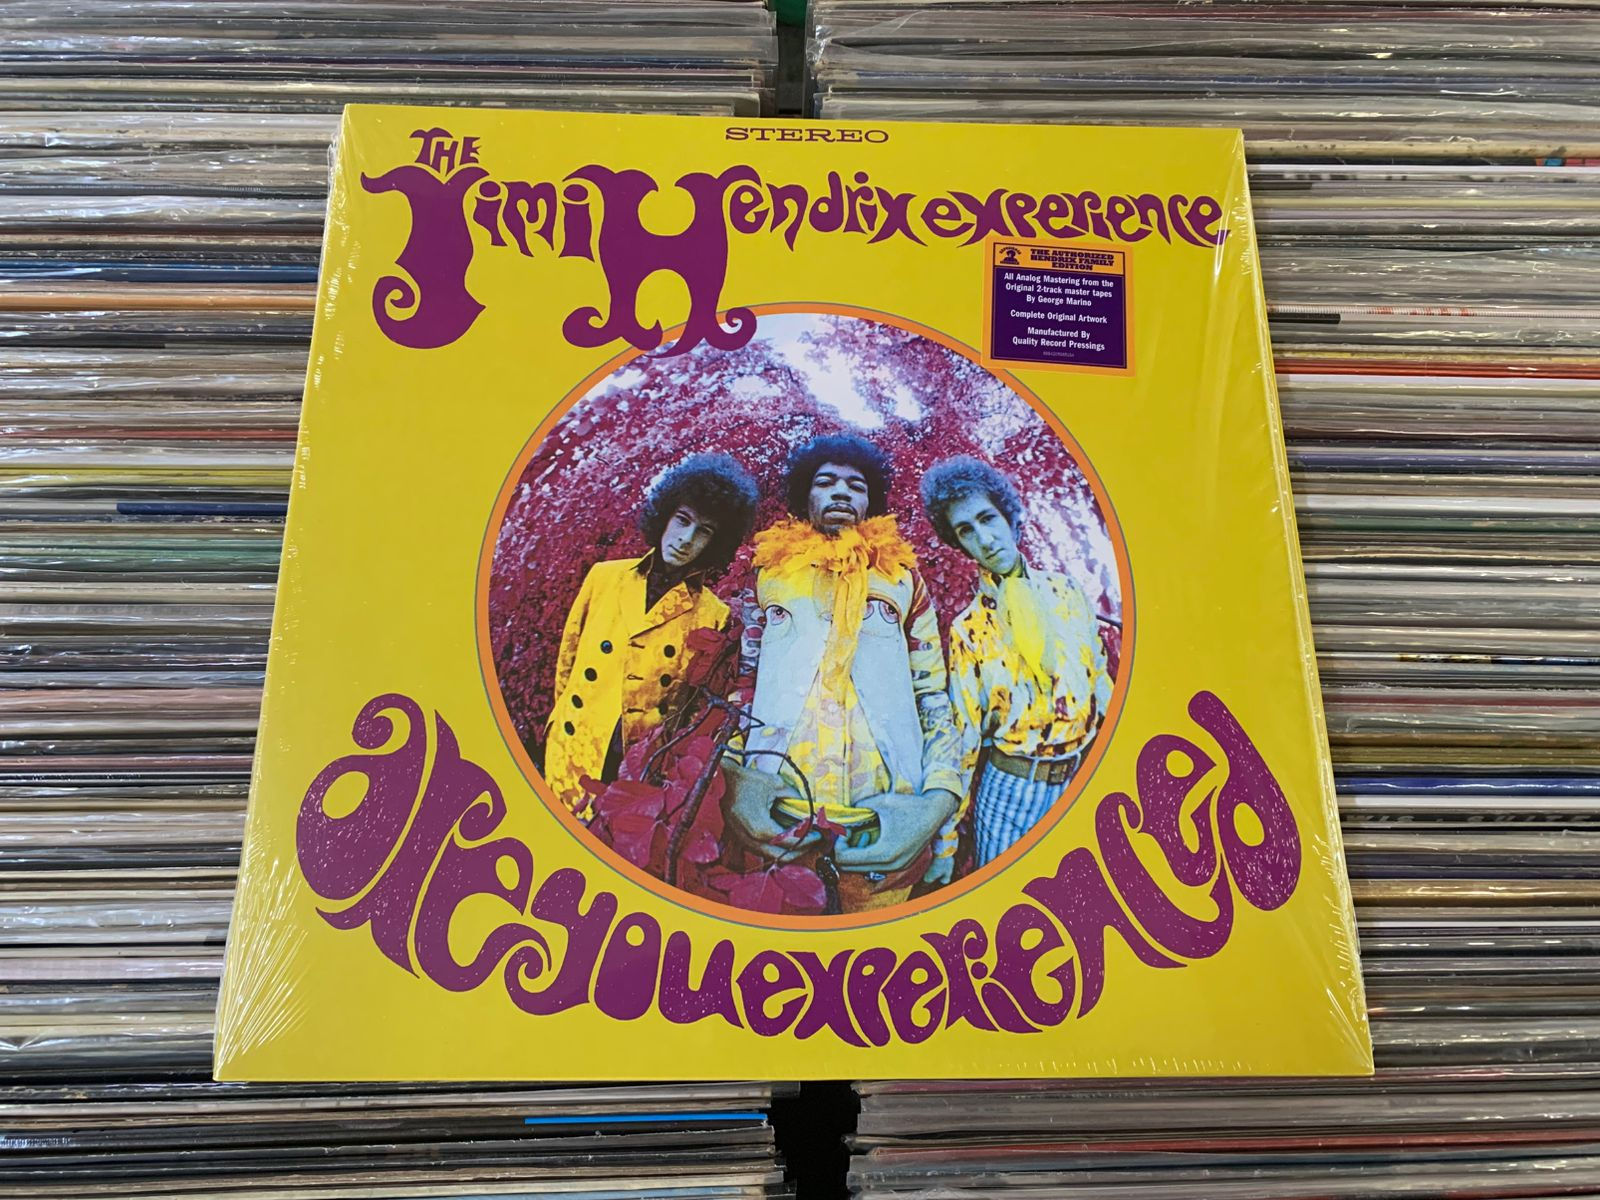 STEREO
THE
Jimi Hendrix experience
THE AUTHORIZED
HENDRIX FAMILY
EDITION
All Analog Mastering from the
Original 2-track master tapes
By George Marino
Complete Original Artwork
Manufactured By
Quality Record Pressings
are you experienced